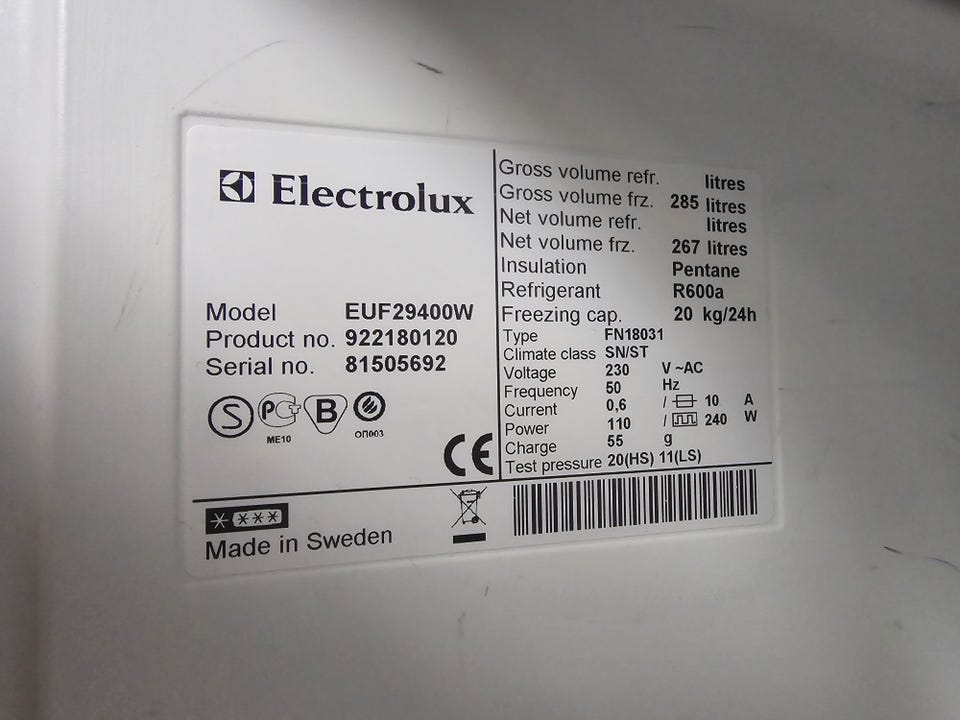 Electrolux
Model EUF29400W
Product no. 922180120
Serial no. 81505692
S PCT B
ME10 ОП003
CE
Made in Sweden
Gross volume refr. litres
Gross volume frz. 285 litres
Net volume refr. litres
Net volume frz. 267 litres
Insulation Pentane
Refrigerant R600a
Freezing cap. 20 kg/24h
Type FN18031
Climate class SN/ST
Voltage 230 V ~AC
Frequency 50 Hz
Current 0,6 / 10 A
Power 110 / 240 W
Charge 55 g
Test pressure 20(HS) 11(LS)